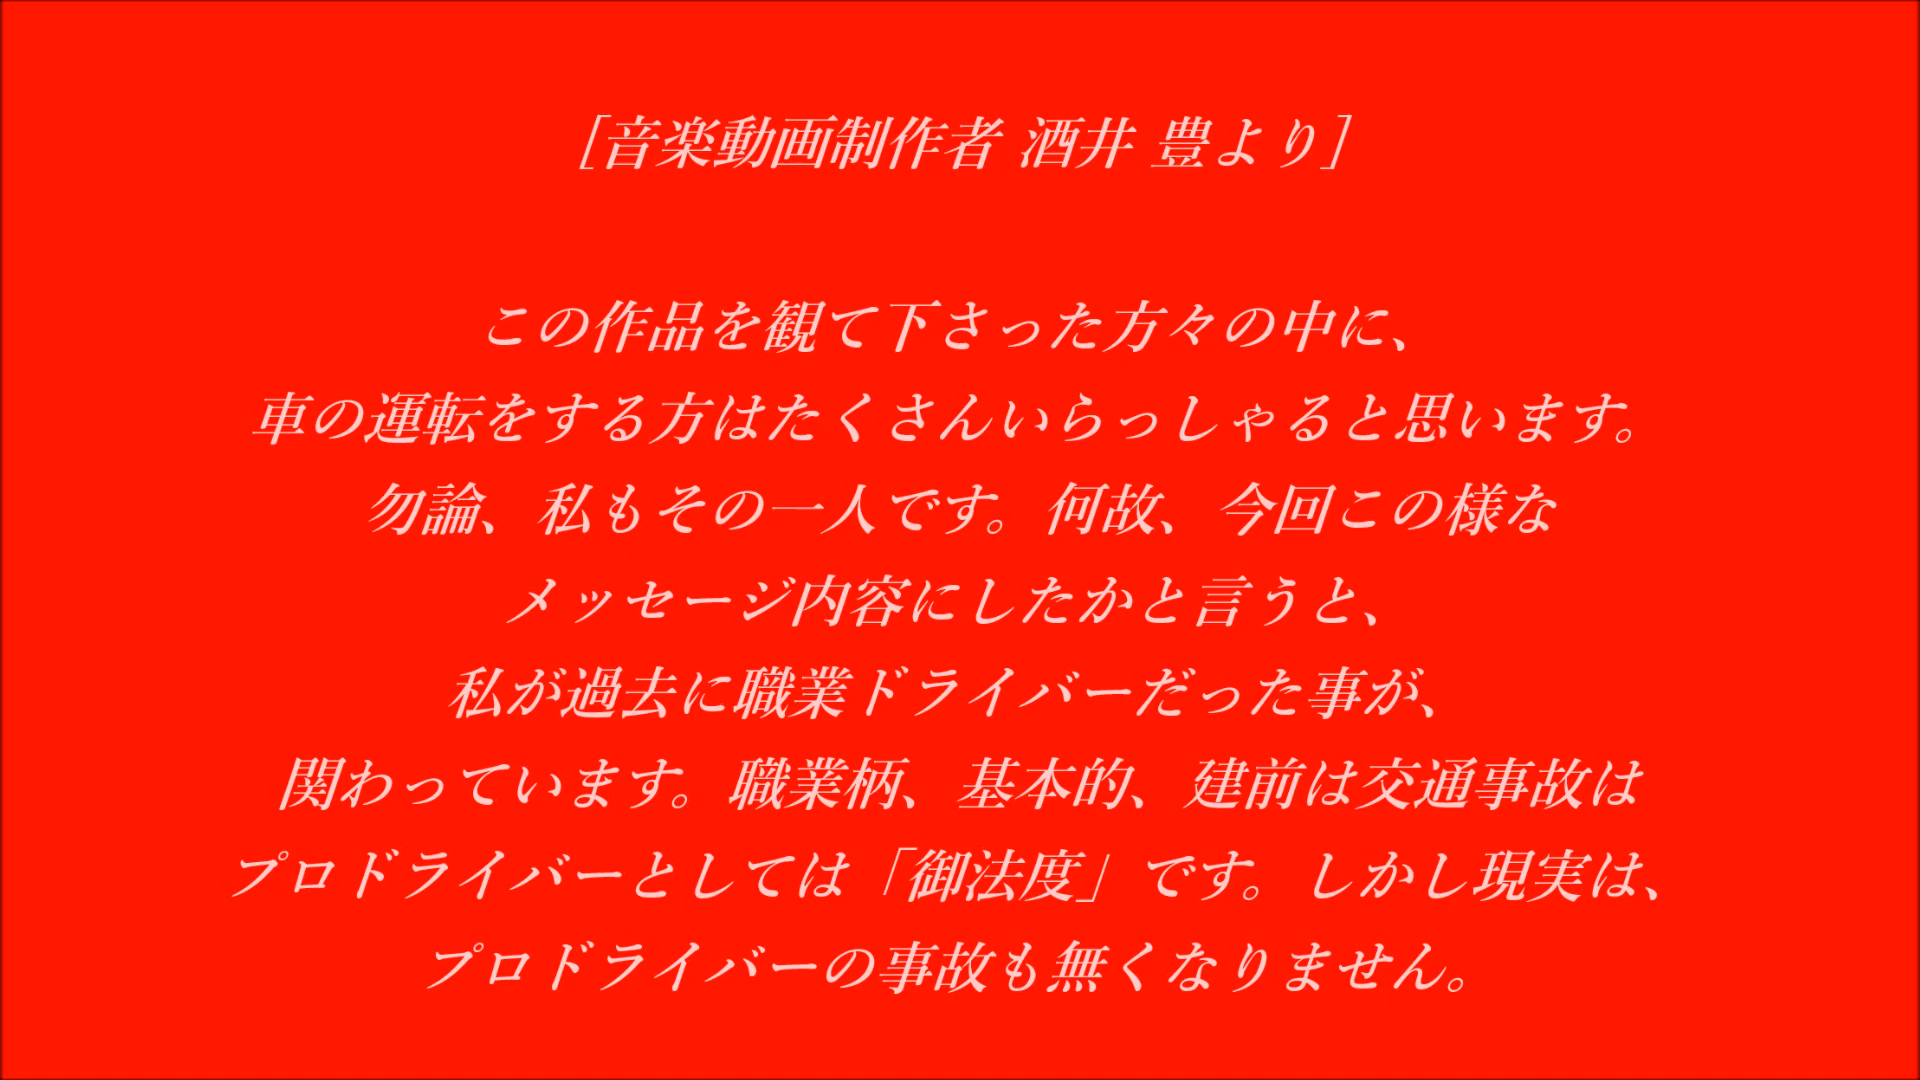 [音楽動画制作者 酒井 豊より]
この作品を観て下さった方々の中に、
車の運転をする方はたくさんいらっしゃると思います。
勿論、私もその一人です。何故、今回この様な
メッセージ内容にしたかと言うと、
私が過去に職業ドライバーだった事が、
関わっています。職業柄、基本的、建前は交通事故は
プロドライバーとしては「御法度」です。しかし現実は、
プロドライバーの事故も無くなりません。